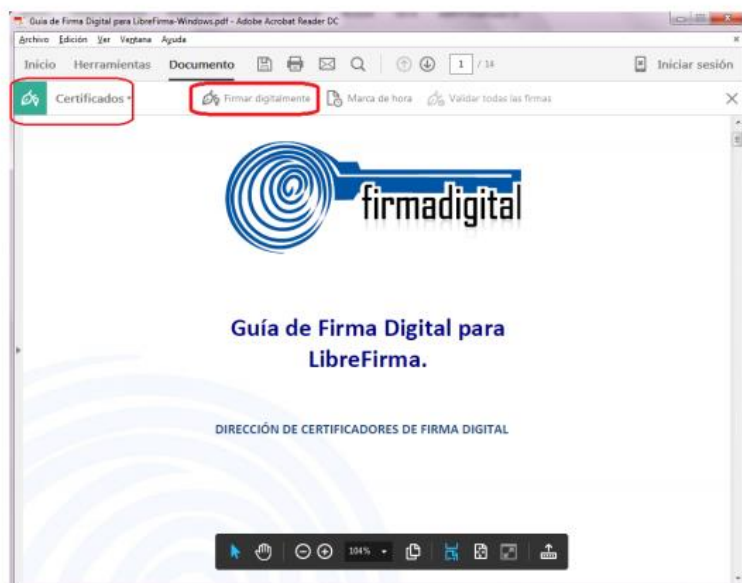 Guia de Firma Digital para LibreFirma-Windows.pdf - Adobe Acrobat Reader DC
Archivo Edición Ver Ventana Ayuda
Inicio Herramientas Documento 1 / 14 Iniciar sesión
Certificados Firmar digitalmente Marca de hora Validar todas las firmas
firmadigital
Guía de Firma Digital para
LibreFirma.
DIRECCIÓN DE CERTIFICADORES DE FIRMA DIGITAL
104%